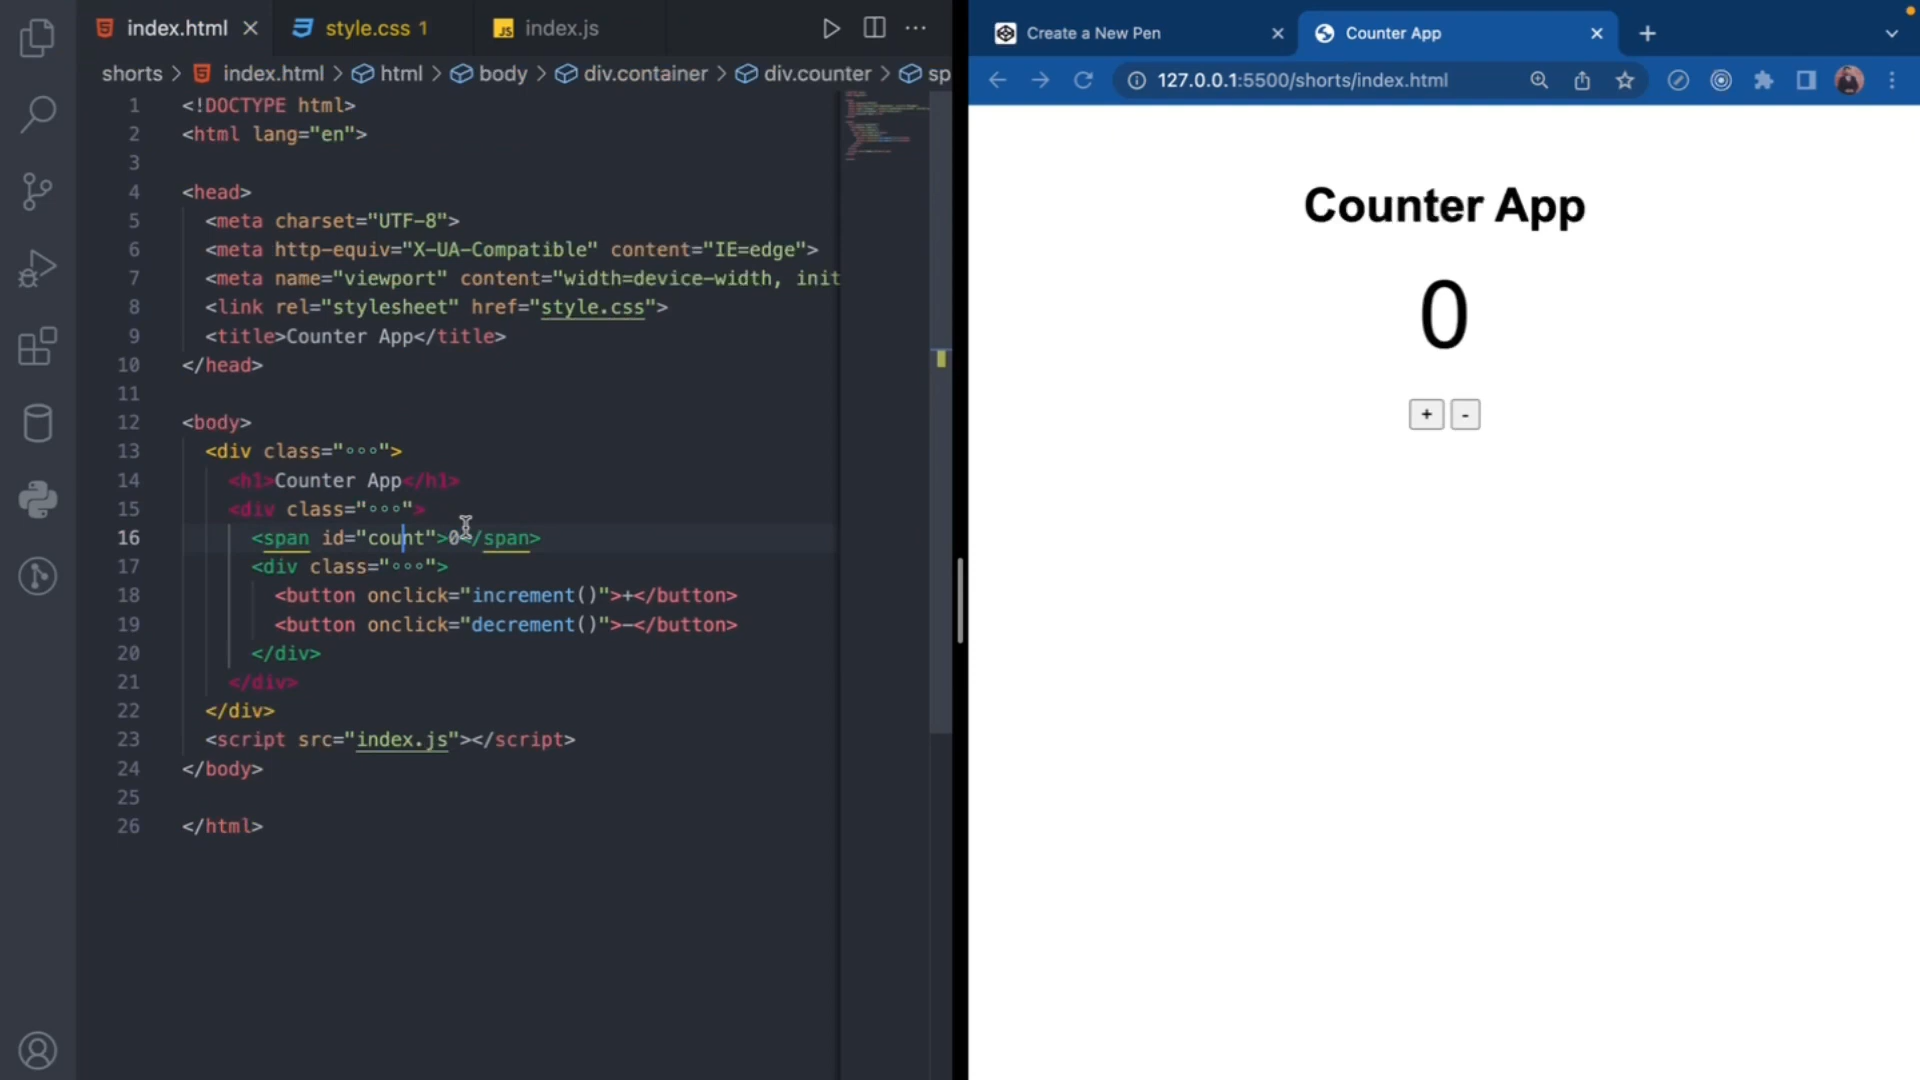 index.html
style.css 1
JS index.js
shorts > index.html > html > body > div.container > div.counter > sp
1 <!DOCTYPE html>
2 <html lang="en">
3
4 <head>
5 <meta charset="UTF-8">
6 <meta http-equiv="X-UA-Compatible" content="IE=edge">
7 <meta name="viewport" content="width=device-width, init
8 <link rel="stylesheet" href="style.css">
9 <title>Counter App</title>
10 </head>
11
12 <body>
13 <div class="∘∘∘">
14 <h1>Counter App</h1>
15 <div class="∘∘∘">
16 <span id="count">0</span>
17 <div class="∘∘∘">
18 <button onclick="increment()">+</button>
19 <button onclick="decrement()">-</button>
20 </div>
21 </div>
22 </div>
23 <script src="index.js"></script>
24 </body>
25
26 </html>
Create a New Pen
Counter App
127.0.0.1:5500/shorts/index.html
Counter App
0
+ -